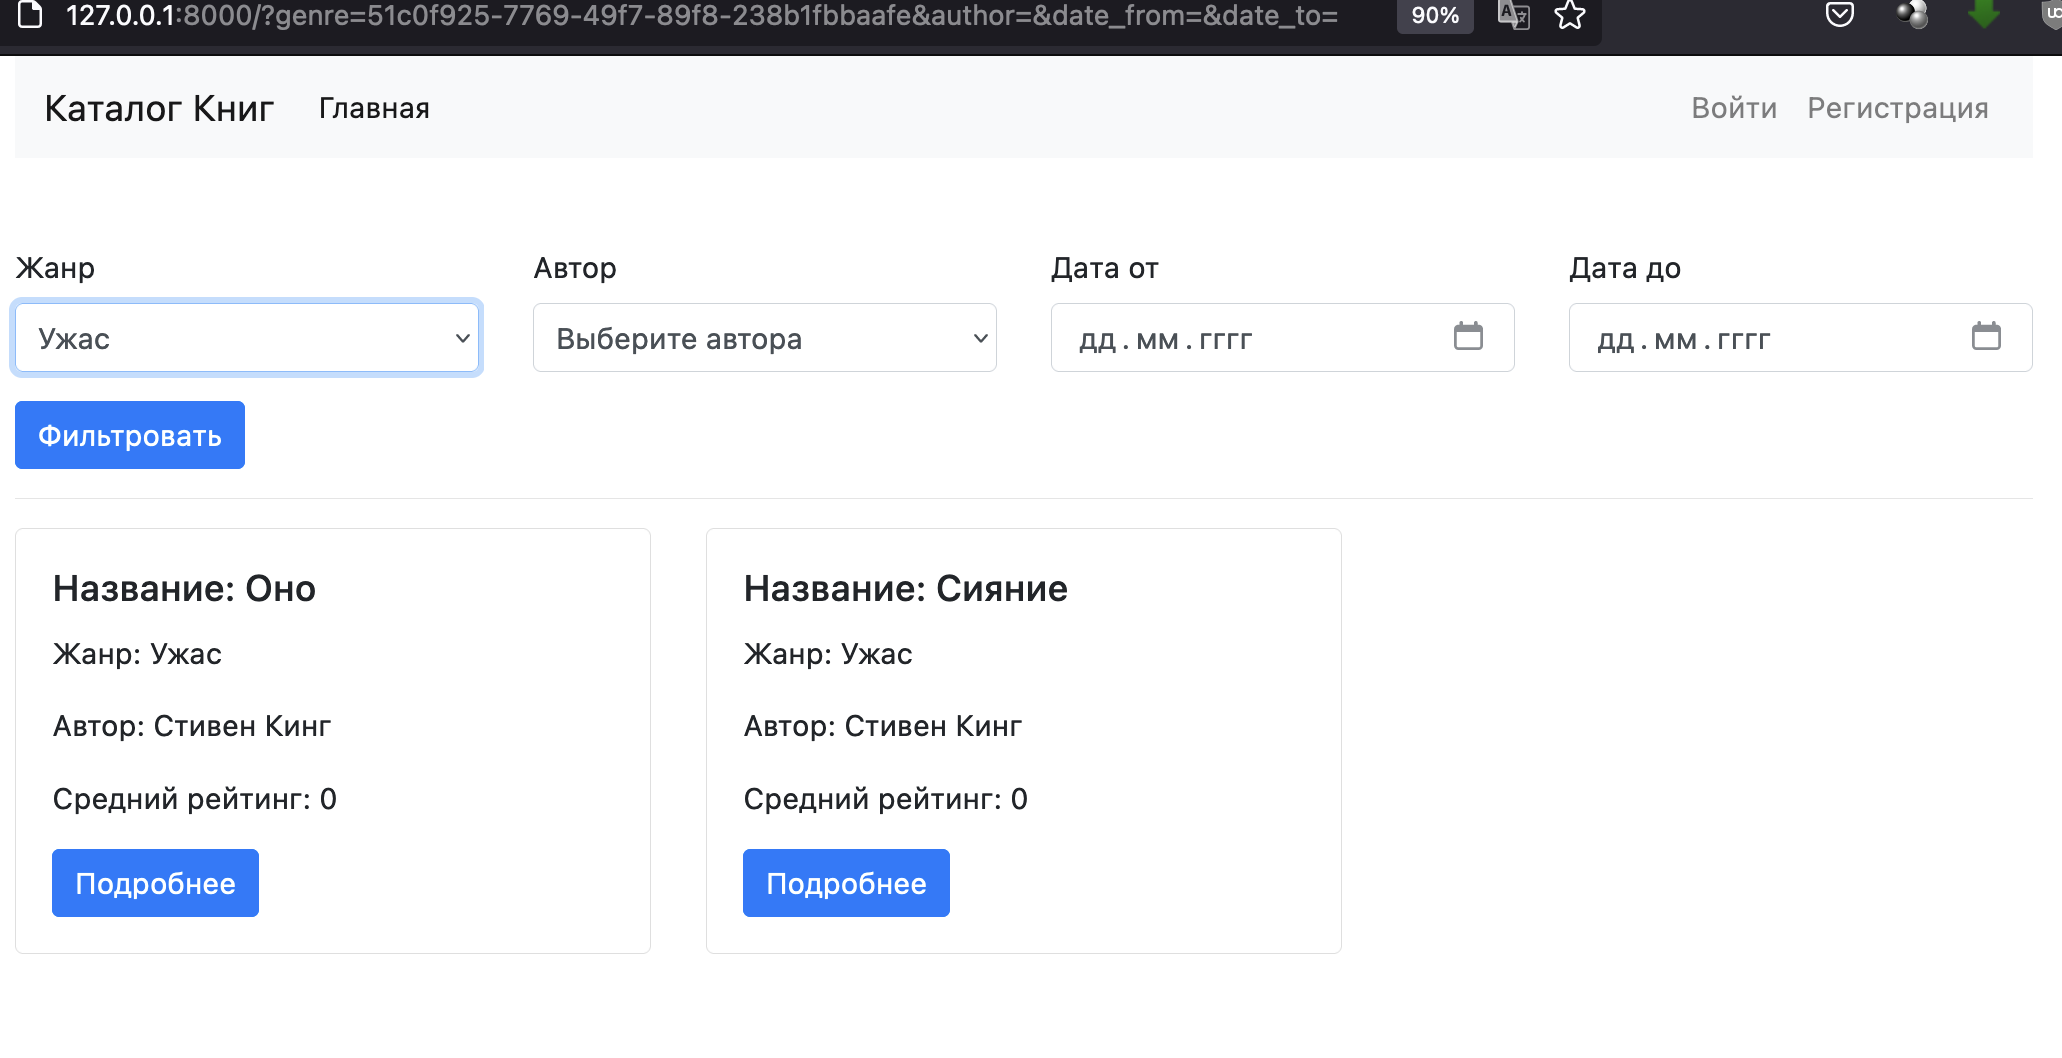 127.0.0.1:8000/?genre=51c0f925-7769-49f7-89f8-238b1fbbaafe&author=&date_from=&date_to=
90%
Каталог Книг Главная Войти Регистрация
Жанр Автор Дата от Дата до
Ужас Выберите автора дд . мм . гггг дд . мм . гггг
Фильтровать
Название: Оно
Жанр: Ужас
Автор: Стивен Кинг
Средний рейтинг: 0
Подробнее
Название: Сияние
Жанр: Ужас
Автор: Стивен Кинг
Средний рейтинг: 0
Подробнее